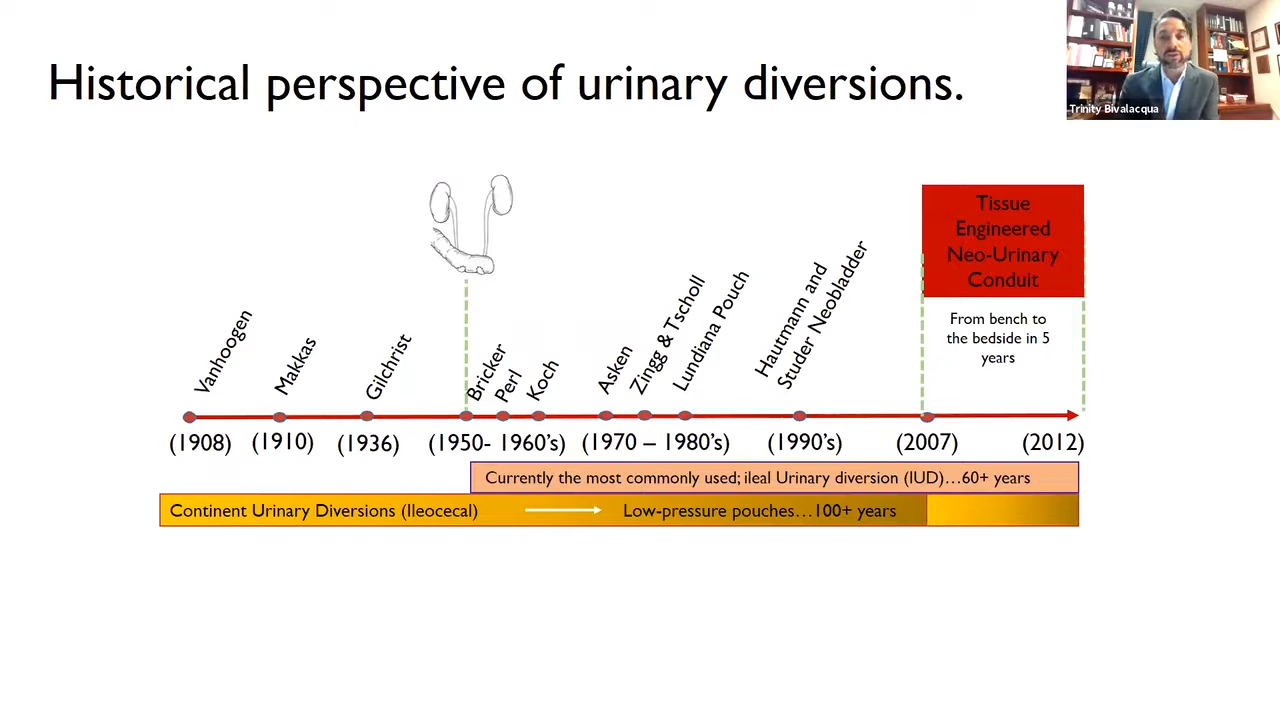 Historical perspective of urinary diversions.
Trinity Bivalacqua
Tissue
Engineered
Neo-Urinary
Conduit
From bench to
the bedside in 5
years
Vanhoogen
Makkas
Gilchrist
Bricker
Perl
Koch
Asken
Zingg & Tscholl
Lundiana Pouch
Hautmann and
Studer Neobladder
(1908) (1910) (1936) (1950- 1960’s) (1970 – 1980’s) (1990’s) (2007) (2012)
Currently the most commonly used; ileal Urinary diversion (IUD)…60+ years
Continent Urinary Diversions (Ileocecal) Low-pressure pouches…100+ years